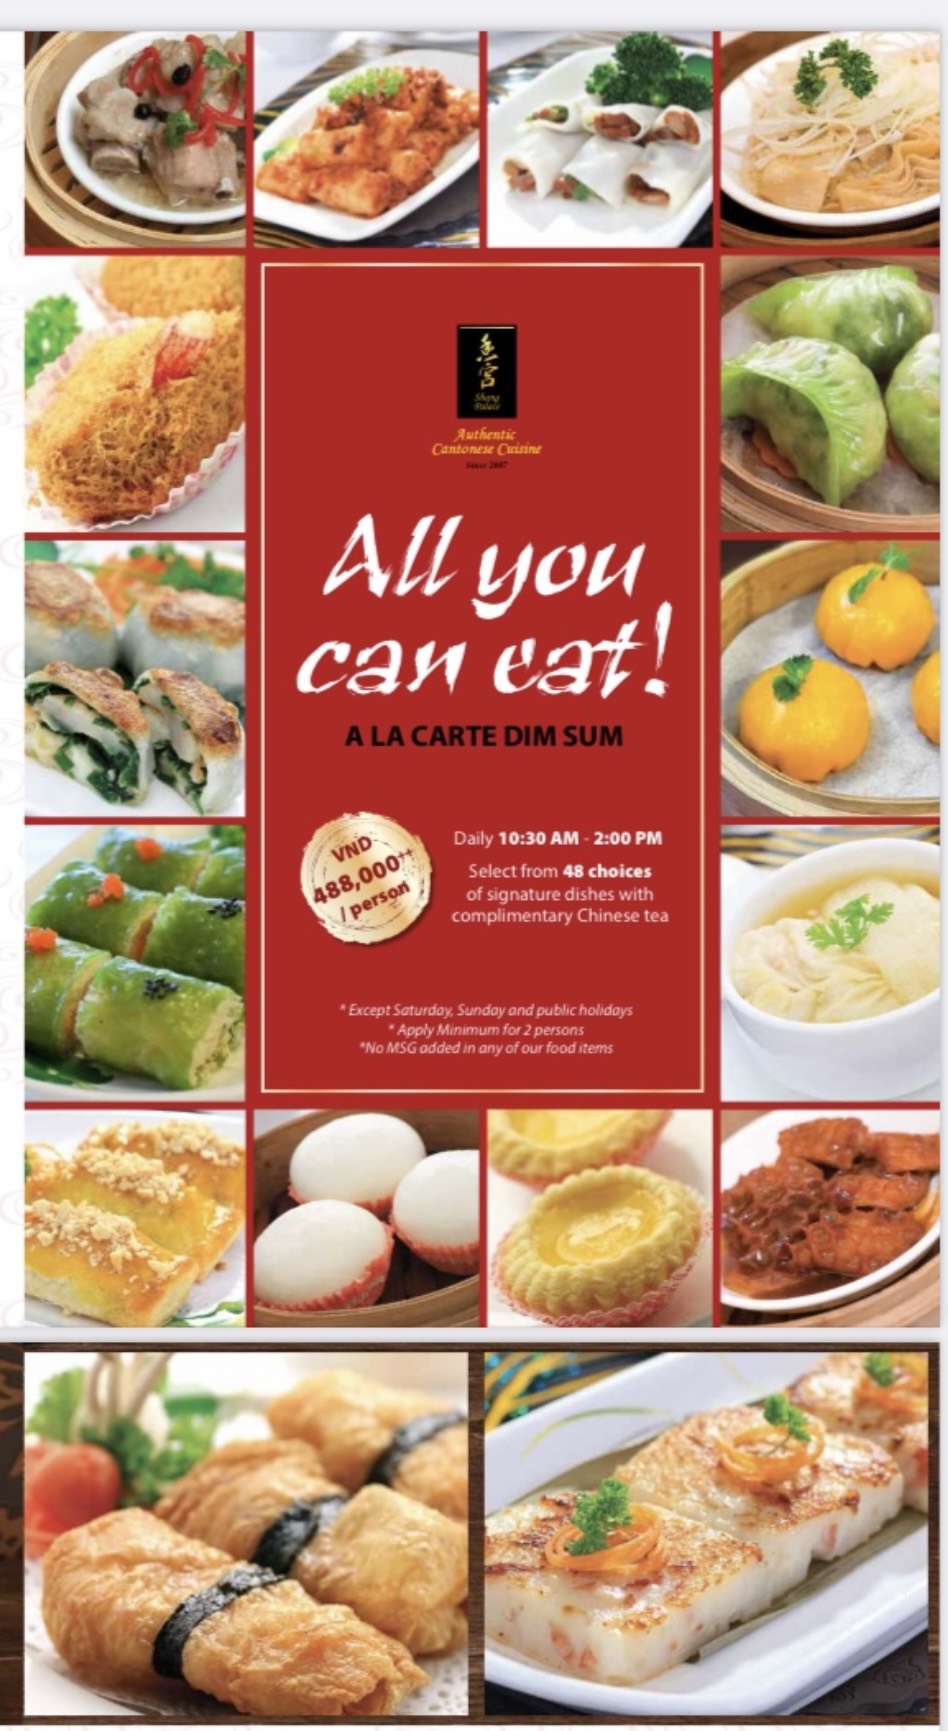 香宮
Shang
Palace
Authentic
Cantonese Cuisine
Since 2007
All you
can eat!
A LA CARTE DIM SUM
VND
488,000++
/ person
Daily 10:30 AM - 2:00 PM
Select from 48 choices
of signature dishes with
complimentary Chinese tea
* Except Saturday, Sunday and public holidays
* Apply Minimum for 2 persons
*No MSG added in any of our food items